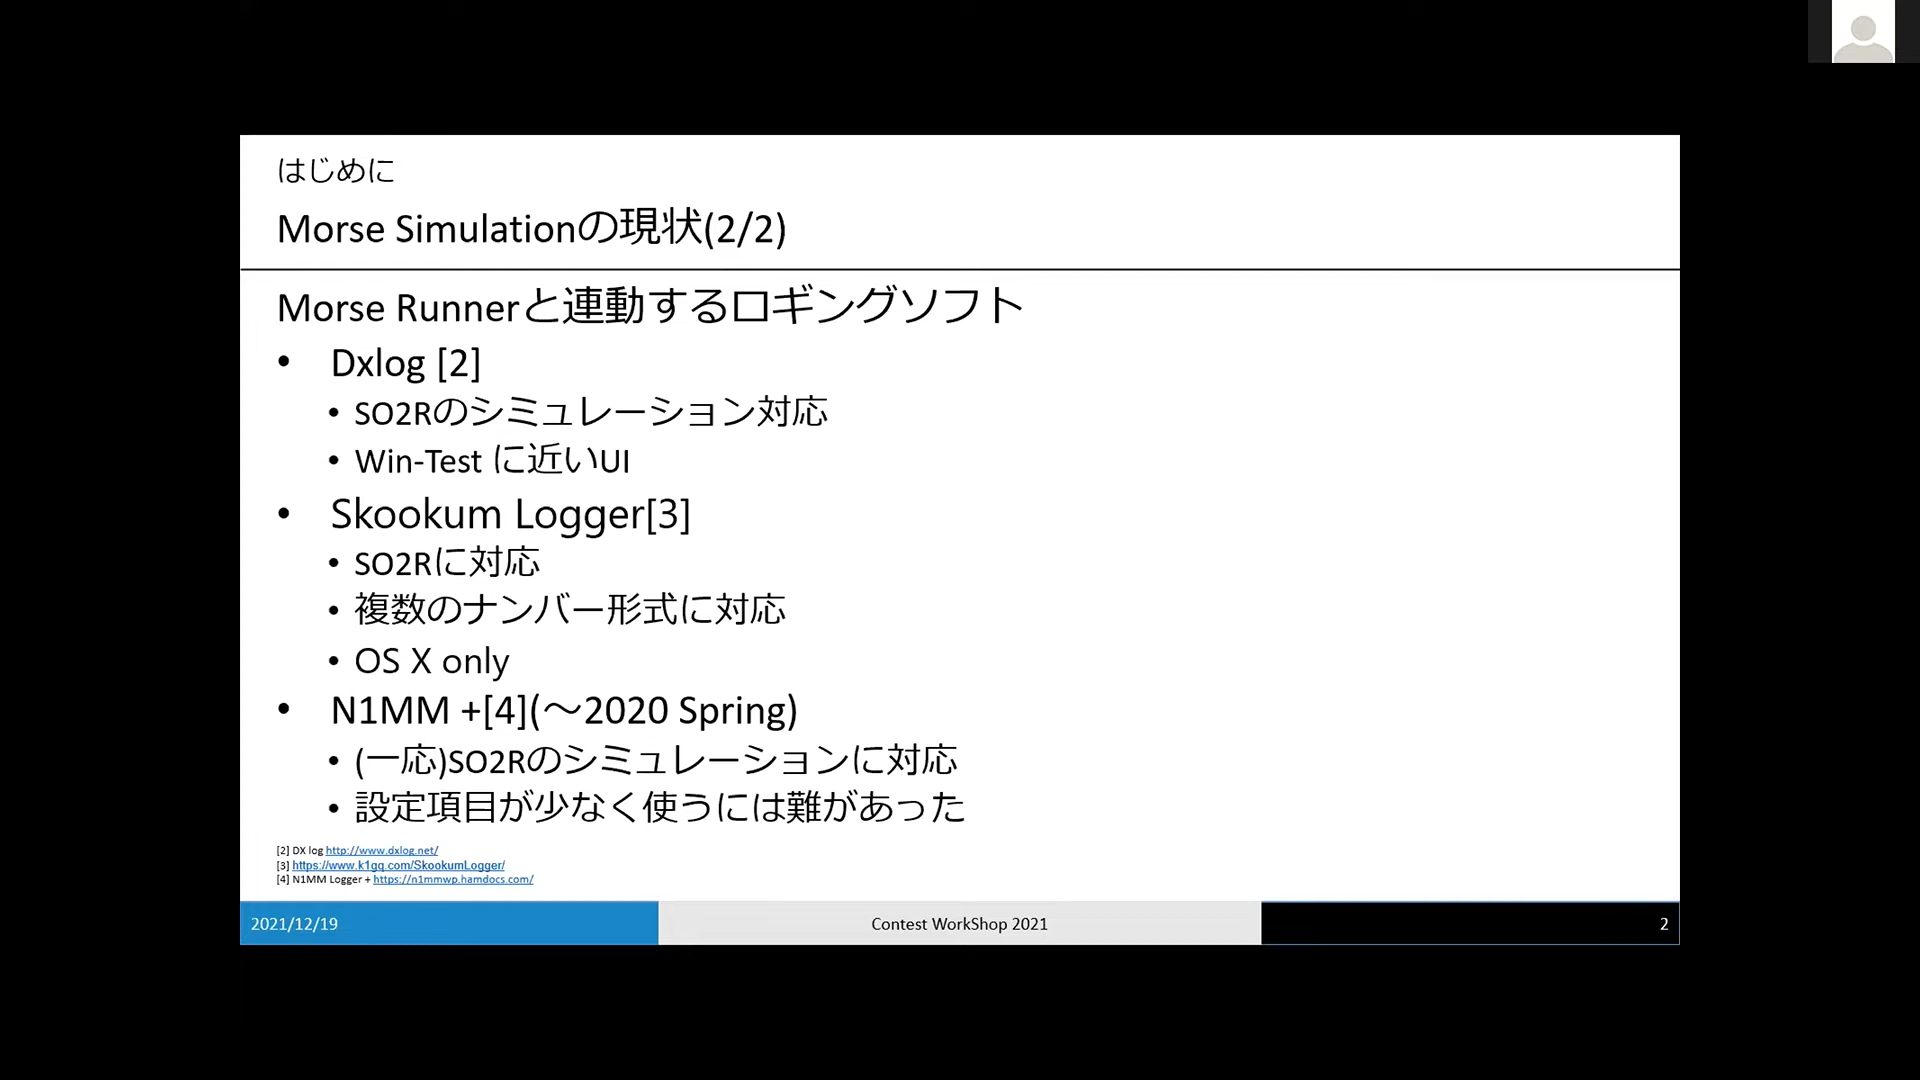 はじめに
Morse Simulationの現状(2/2)
Morse Runnerと連動するロギングソフト
• Dxlog [2]
• SO2Rのシミュレーション対応
• Win-Test に近いUI
• Skookum Logger[3]
• SO2Rに対応
• 複数のナンバー形式に対応
• OS X only
• N1MM +[4](～2020 Spring)
• (一応)SO2Rのシミュレーションに対応
• 設定項目が少なく使うには難があった
[2] DX log http://www.dxlog.net/
[3] https://www.k1gq.com/SkookumLogger/
[4] N1MM Logger + https://n1mmwp.hamdocs.com/
2021/12/19
Contest WorkShop 2021
2